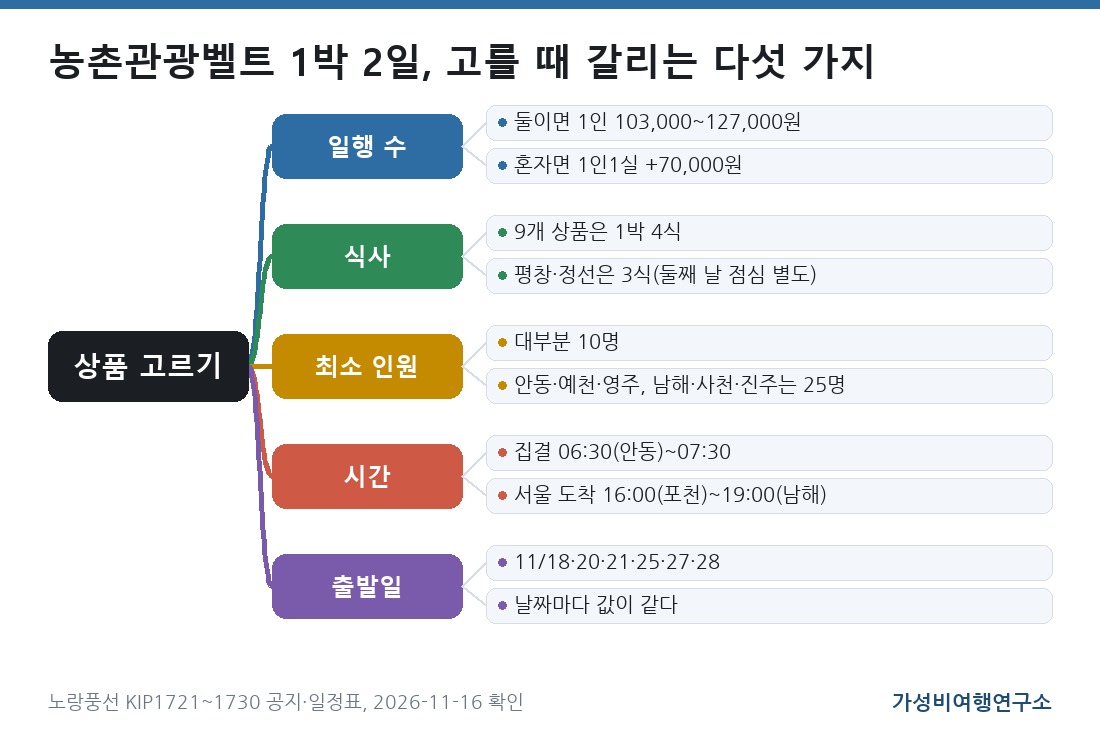 농촌관광벨트 1박 2일, 고를 때 갈리는 다섯 가지
상품 고르기
일행 수
둘이면 1인 103,000~127,000원
혼자면 1인1실 +70,000원
식사
9개 상품은 1박 4식
평창·정선은 3식(둘째 날 점심 별도)
최소 인원
대부분 10명
안동·예천·영주, 남해·사천·진주는 25명
시간
집결 06:30(안동)~07:30
서울 도착 16:00(포천)~19:00(남해)
출발일
11/18·20·21·25·27·28
날짜마다 값이 같다
노랑풍선 KIP1721~1730 공지·일정표, 2026-11-16 확인
가성비여행연구소